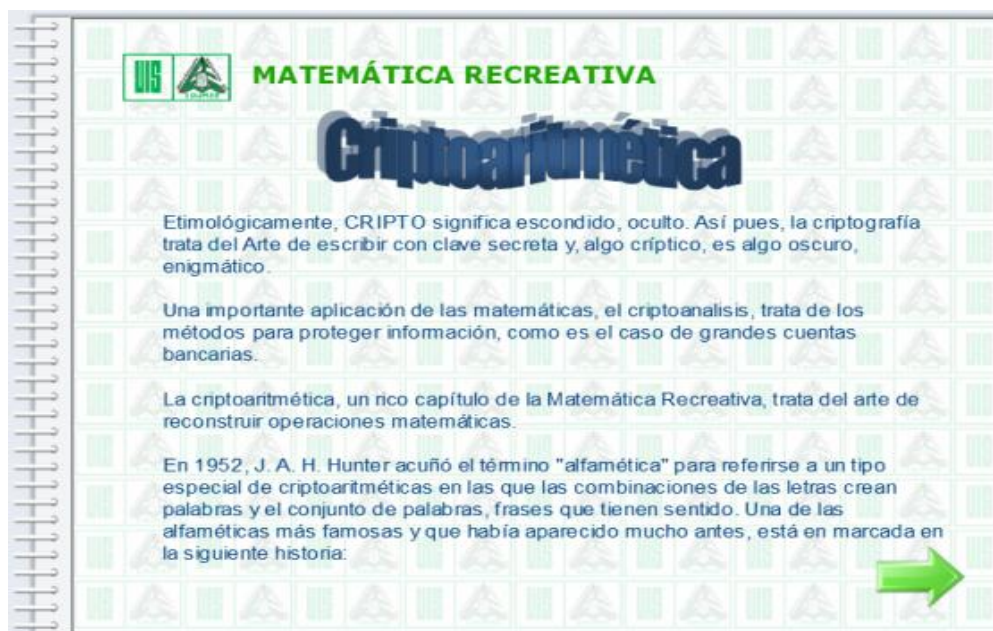 UIS
MATEMÁTICA RECREATIVA
Criptoaritmética
Etimológicamente, CRIPTO significa escondido, oculto. Así pues, la criptografía
trata del Arte de escribir con clave secreta y, algo críptico, es algo oscuro,
enigmático.
Una importante aplicación de las matemáticas, el criptoanalisis, trata de los
métodos para proteger información, como es el caso de grandes cuentas
bancarias.
La criptoaritmética, un rico capítulo de la Matemática Recreativa, trata del arte de
reconstruir operaciones matemáticas.
En 1952, J. A. H. Hunter acuñó el término "alfamética" para referirse a un tipo
especial de criptoaritméticas en las que las combinaciones de las letras crean
palabras y el conjunto de palabras, frases que tienen sentido. Una de las
alfaméticas más famosas y que había aparecido mucho antes, está en marcada en
la siguiente historia: